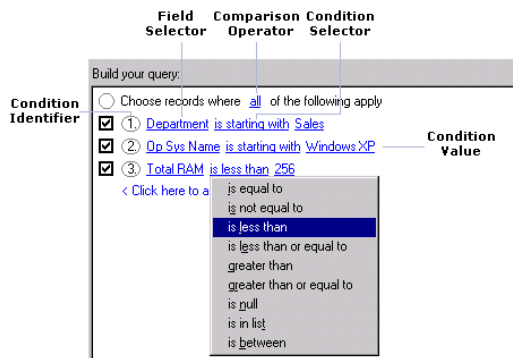 Field Selector
Comparison Operator
Condition Selector
Build your query:
Condition Identifier
Choose records where all of the following apply
1. Department is starting with Sales
2. Op Sys Name is starting with Windows XP
Condition Value
3. Total RAM is less than 256
< Click here to a
is equal to
is not equal to
is less than
is less than or equal to
greater than
greater than or equal to
is null
is in list
is between